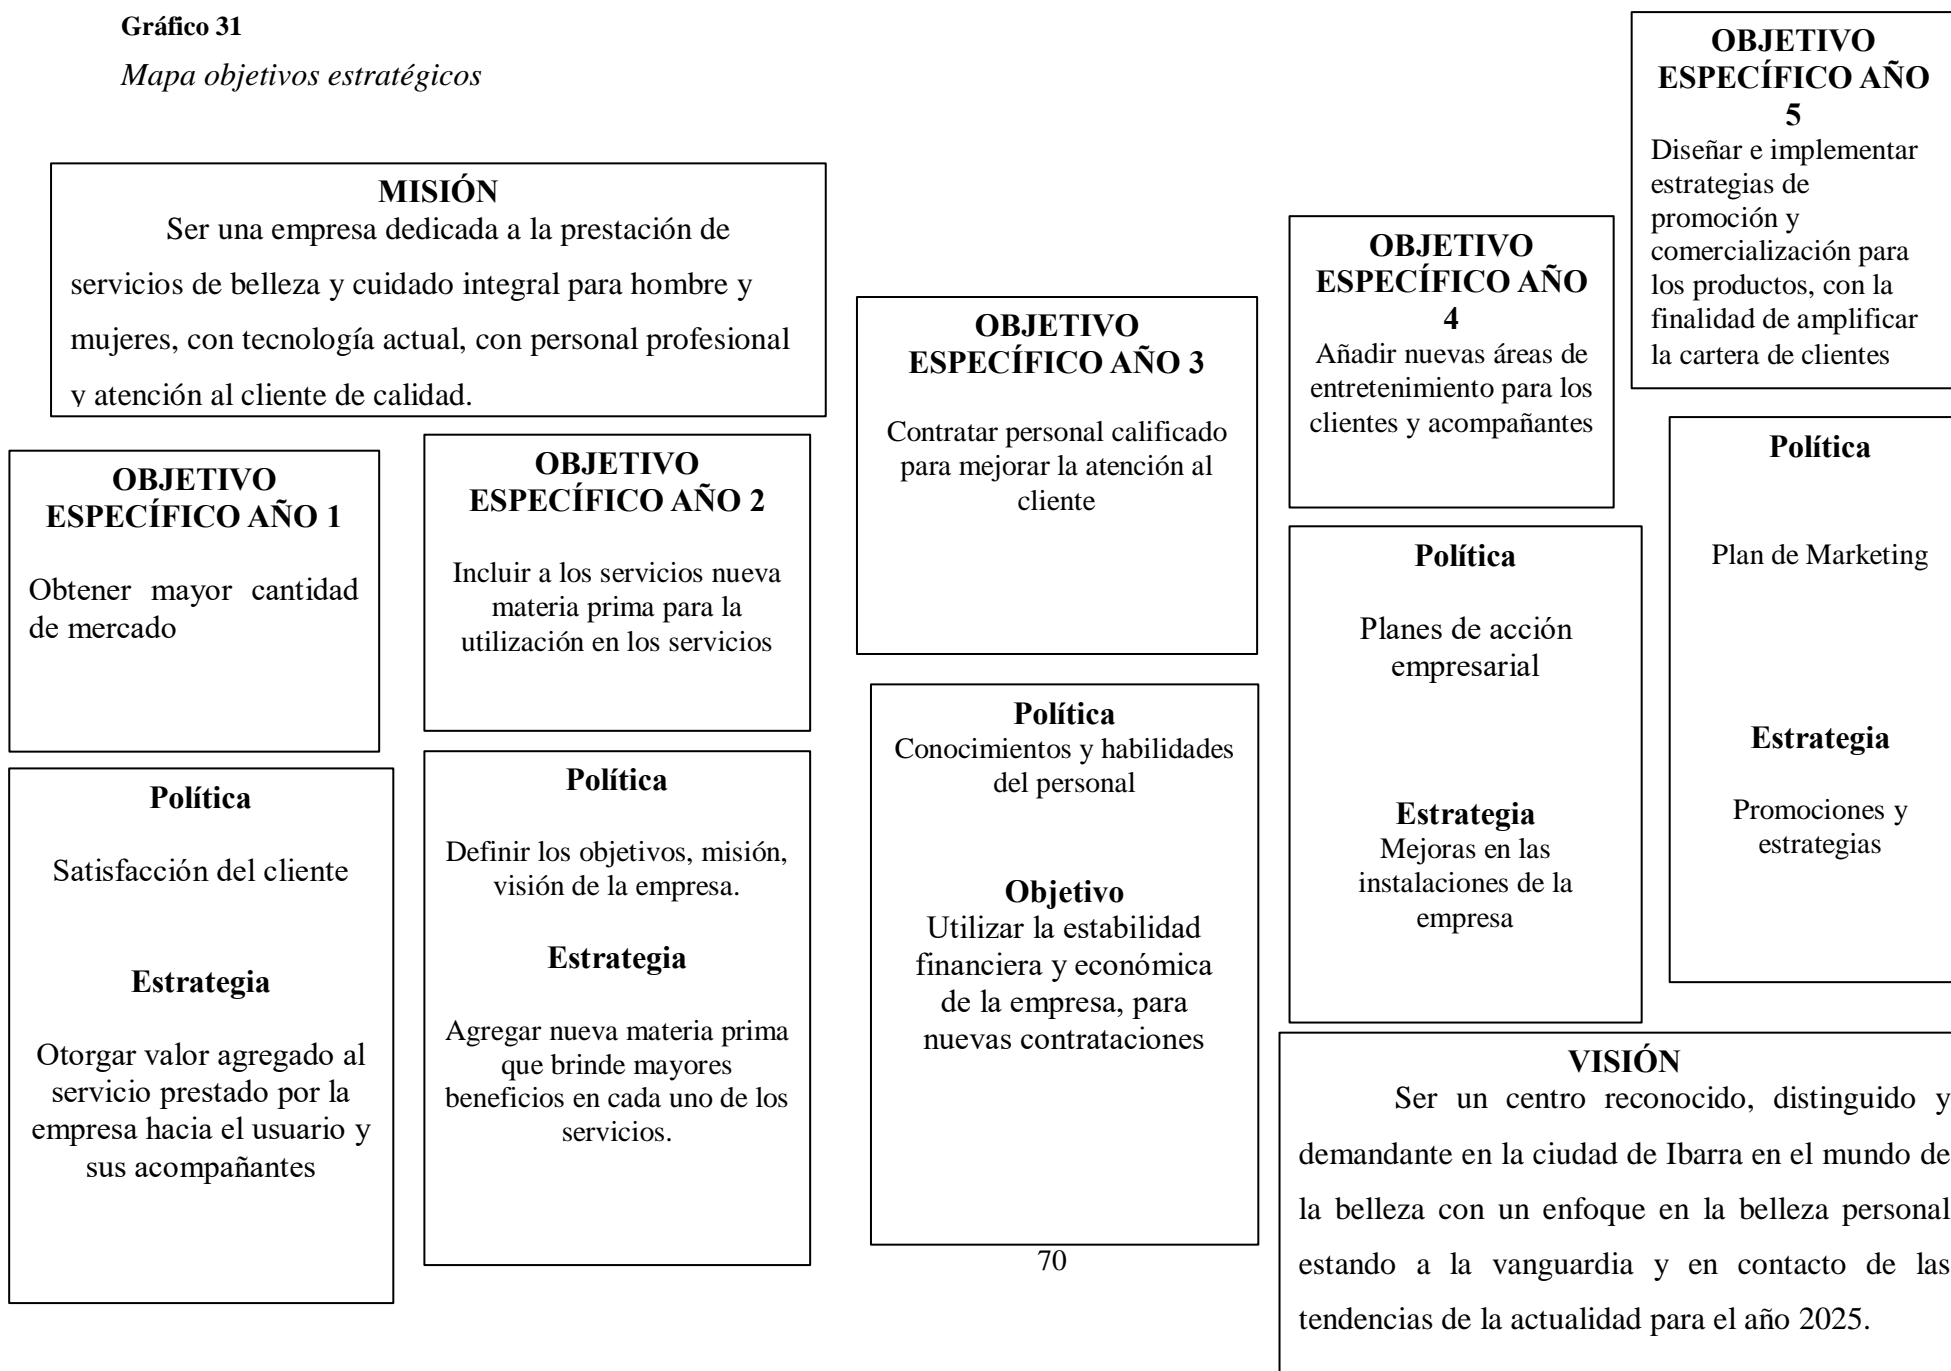 Gráfico 31
Mapa objetivos estratégicos
MISIÓN
Ser una empresa dedicada a la prestación de
servicios de belleza y cuidado integral para hombre y
mujeres, con tecnología actual, con personal profesional
y atención al cliente de calidad.
OBJETIVO
ESPECÍFICO AÑO 1
Obtener mayor cantidad
de mercado
Política
Satisfacción del cliente
Estrategia
Otorgar valor agregado al
servicio prestado por la
empresa hacia el usuario y
sus acompañantes
OBJETIVO
ESPECÍFICO AÑO 2
Incluir a los servicios nueva
materia prima para la
utilización en los servicios
Política
Definir los objetivos, misión,
visión de la empresa.
Estrategia
Agregar nueva materia prima
que brinde mayores
beneficios en cada uno de los
servicios.
OBJETIVO
ESPECÍFICO AÑO 3
Contratar personal calificado
para mejorar la atención al
cliente
Política
Conocimientos y habilidades
del personal
Objetivo
Utilizar la estabilidad
financiera y económica
de la empresa, para
nuevas contrataciones
OBJETIVO
ESPECÍFICO AÑO
4
Añadir nuevas áreas de
entretenimiento para los
clientes y acompañantes
Política
Planes de acción
empresarial
Estrategia
Mejoras en las
instalaciones de la
empresa
OBJETIVO
ESPECÍFICO AÑO
5
Diseñar e implementar
estrategias de
promoción y
comercialización para
los productos, con la
finalidad de amplificar
la cartera de clientes
Política
Plan de Marketing
Estrategia
Promociones y
estrategias
VISIÓN
Ser un centro reconocido, distinguido y
demandante en la ciudad de Ibarra en el mundo de
la belleza con un enfoque en la belleza personal
estando a la vanguardia y en contacto de las
tendencias de la actualidad para el año 2025.
70